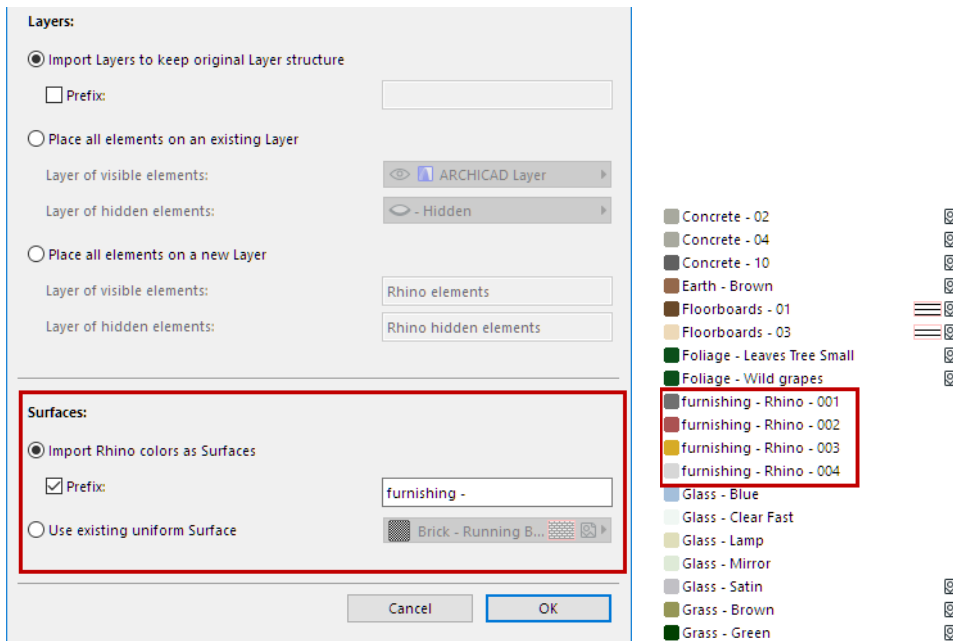 Layers:
Import Layers to keep original Layer structure
Prefix:
Place all elements on an existing Layer
Layer of visible elements: ARCHICAD Layer
Layer of hidden elements: - Hidden
Place all elements on a new Layer
Layer of visible elements: Rhino elements
Layer of hidden elements: Rhino hidden elements
Surfaces:
Import Rhino colors as Surfaces
Prefix: furnishing -
Use existing uniform Surface Brick - Running B...
Cancel OK
Concrete - 02
Concrete - 04
Concrete - 10
Earth - Brown
Floorboards - 01
Floorboards - 03
Foliage - Leaves Tree Small
Foliage - Wild grapes
furnishing - Rhino - 001
furnishing - Rhino - 002
furnishing - Rhino - 003
furnishing - Rhino - 004
Glass - Blue
Glass - Clear Fast
Glass - Lamp
Glass - Mirror
Glass - Satin
Grass - Brown
Grass - Green